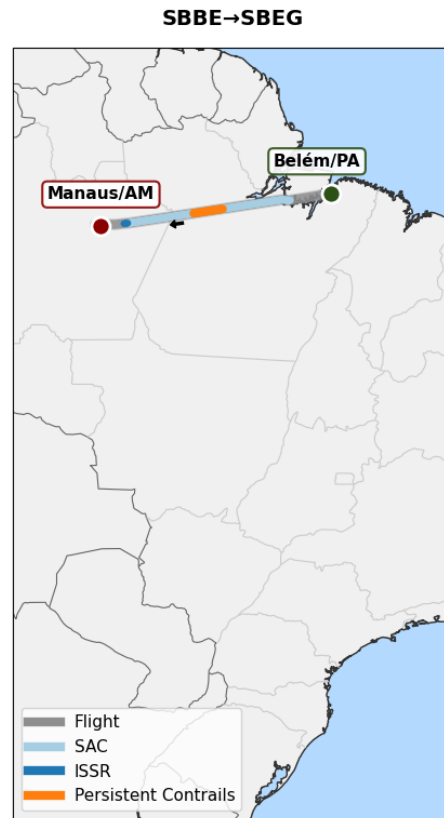 SBBE→SBEG
Belém/PA
Manaus/AM
Flight
SAC
ISSR
Persistent Contrails